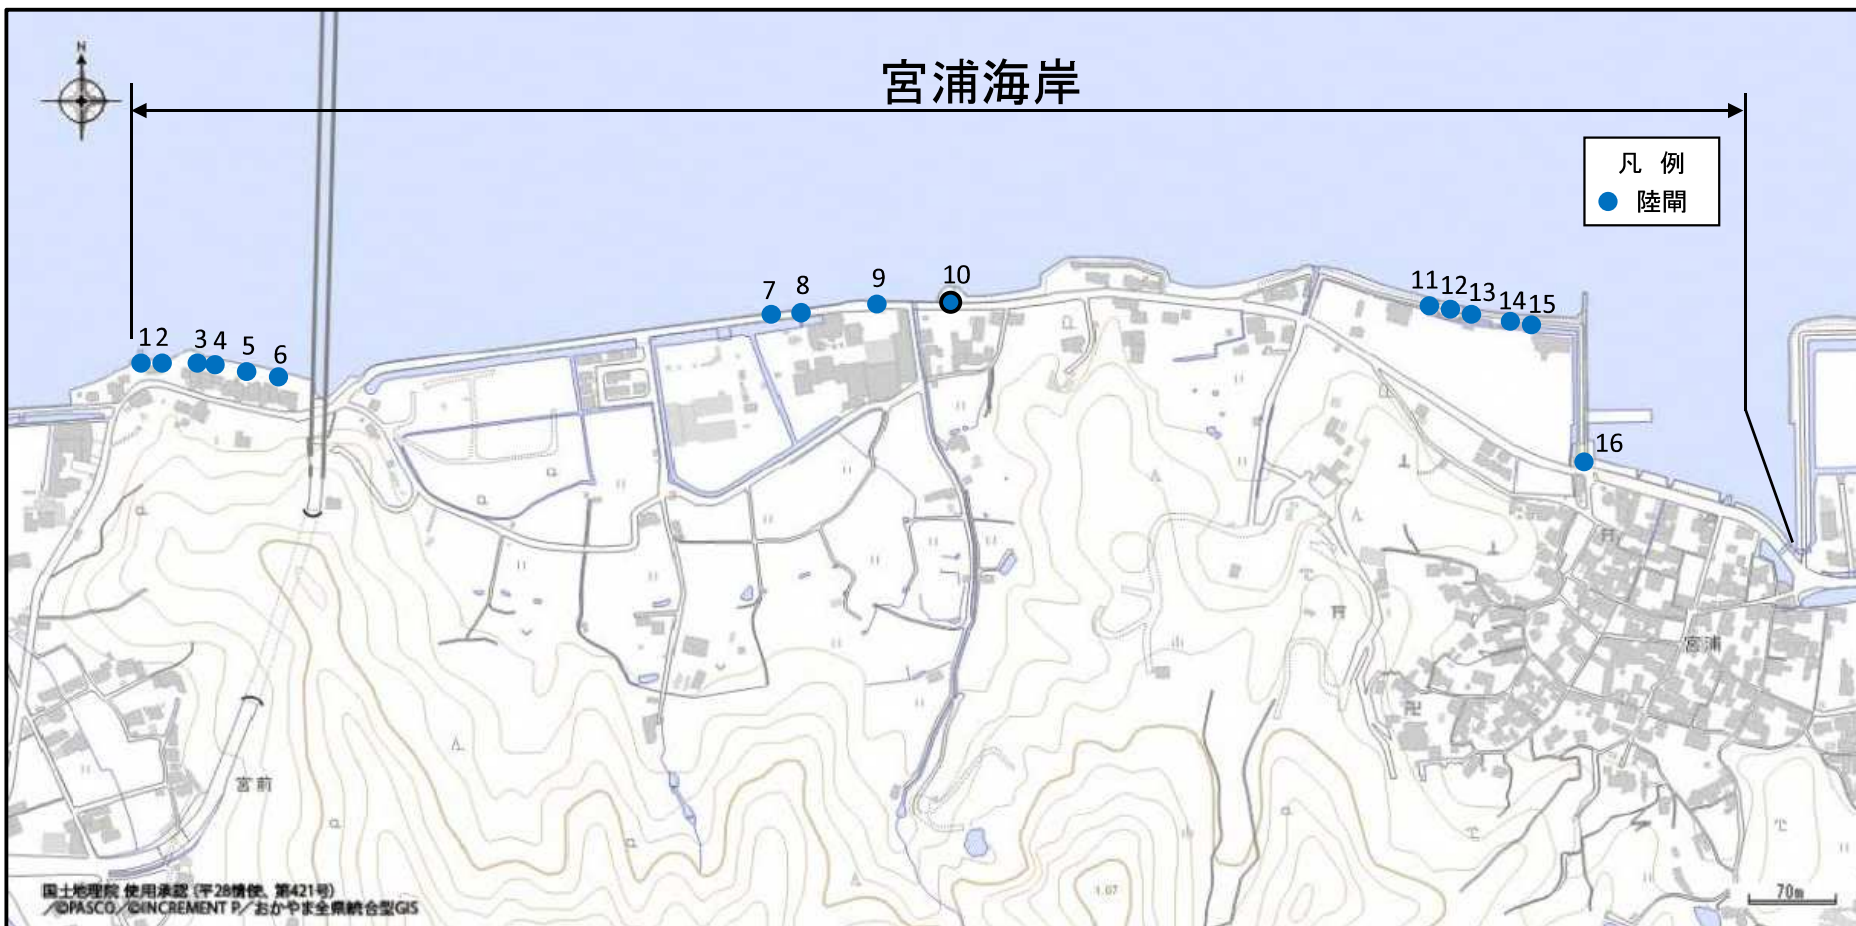 N
宮浦海岸
凡 例
陸閘
1 2 3 4 5 6 7 8 9 10 11 12 13 14 15
16
宮浦
宮前
1.07
70m
国土地理院 使用承認 (平28情使、第421号)
/©PASCO/©INCREMENT P/おかやま全県統合型GIS